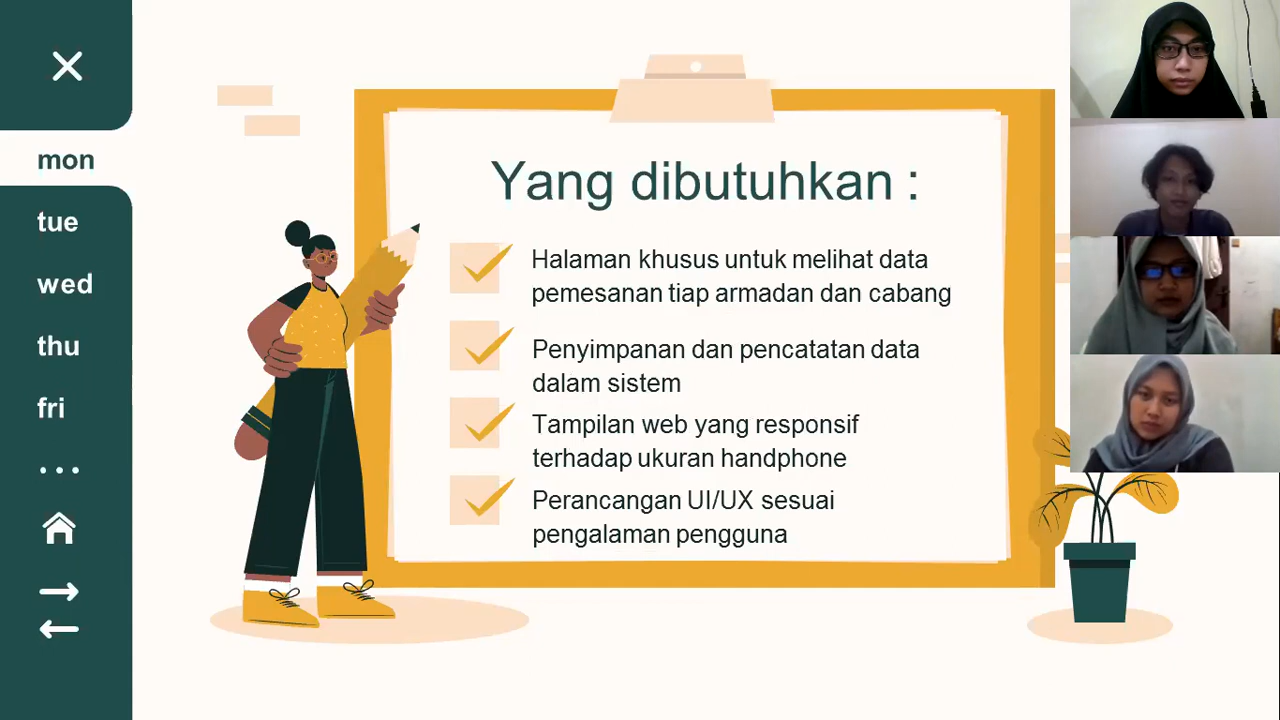 mon
tue
wed
thu
fri
...
Yang dibutuhkan :
Halaman khusus untuk melihat data
pemesanan tiap armadan dan cabang
Penyimpanan dan pencatatan data
dalam sistem
Tampilan web yang responsif
terhadap ukuran handphone
Perancangan UI/UX sesuai
pengalaman pengguna